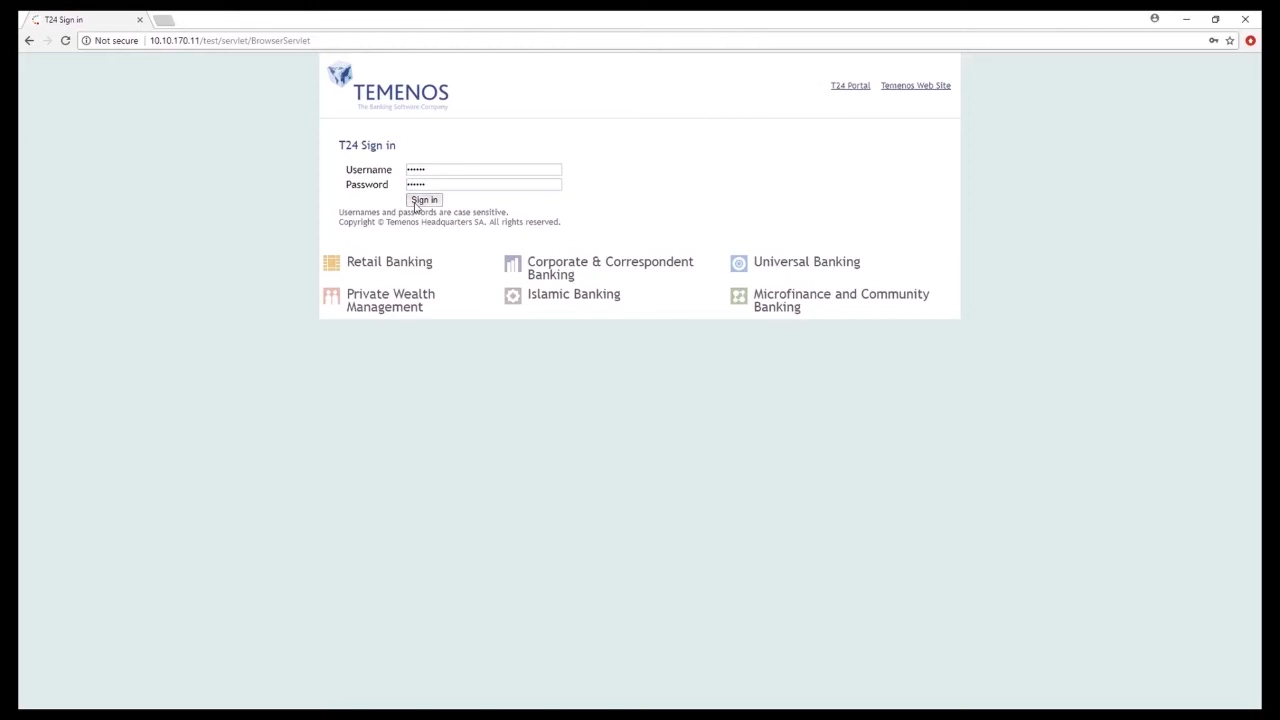 T24 Sign in
Not secure 10.10.170.11/test/servlet/BrowserServlet
TEMENOS
The Banking Software Company
T24 Portal Temenos Web Site
T24 Sign in
Username ••••••
Password ••••••
Sign in
Usernames and passwords are case sensitive.
Copyright © Temenos Headquarters SA. All rights reserved.
Retail Banking
Corporate & Correspondent
Banking
Universal Banking
Private Wealth
Management
Islamic Banking
Microfinance and Community
Banking